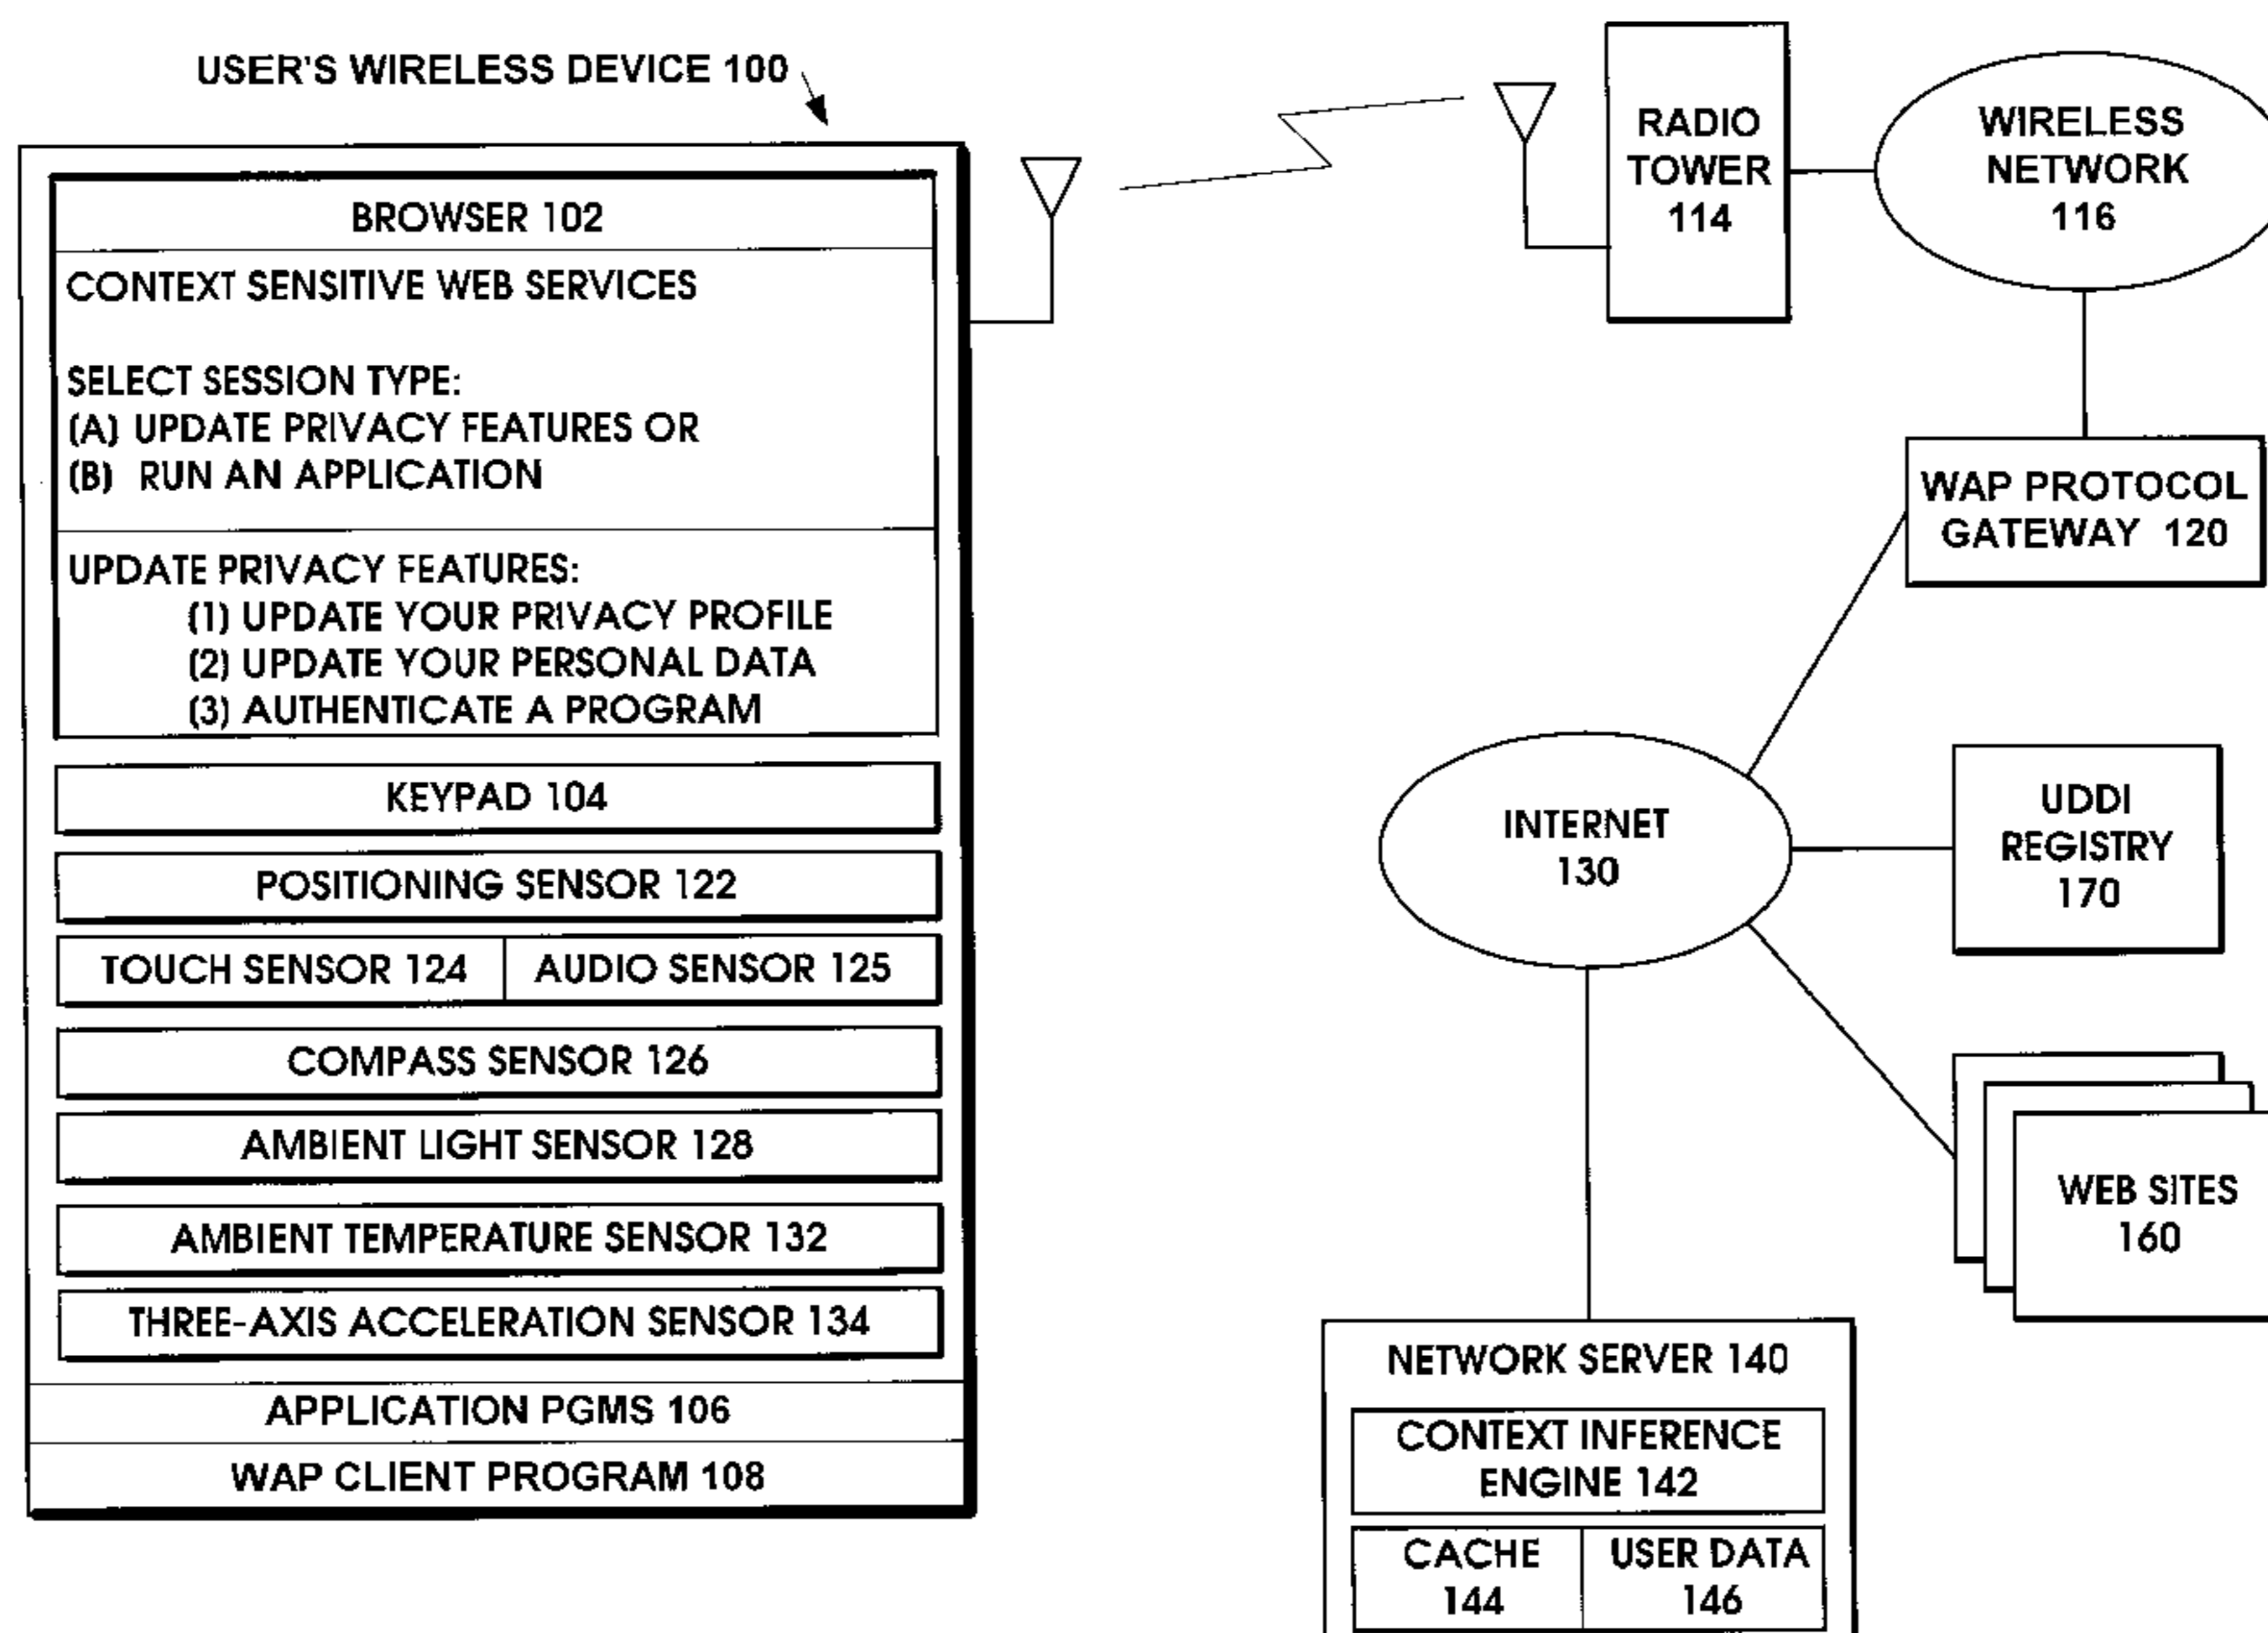 USER'S WIRELESS DEVICE 100
BROWSER 102
CONTEXT SENSITIVE WEB SERVICES
SELECT SESSION TYPE:
(A) UPDATE PRIVACY FEATURES OR
(B) RUN AN APPLICATION
UPDATE PRIVACY FEATURES:
(1) UPDATE YOUR PRIVACY PROFILE
(2) UPDATE YOUR PERSONAL DATA
(3) AUTHENTICATE A PROGRAM
KEYPAD 104
POSITIONING SENSOR 122
TOUCH SENSOR 124
AUDIO SENSOR 125
COMPASS SENSOR 126
AMBIENT LIGHT SENSOR 128
AMBIENT TEMPERATURE SENSOR 132
THREE-AXIS ACCELERATION SENSOR 134
APPLICATION PGMS 106
WAP CLIENT PROGRAM 108
RADIO
TOWER
114
WIRELESS
NETWORK
116
WAP PROTOCOL
GATEWAY 120
INTERNET
130
UDDI
REGISTRY
170
WEB SITES
160
NETWORK SERVER 140
CONTEXT INFERENCE
ENGINE 142
CACHE
144
USER DATA
146